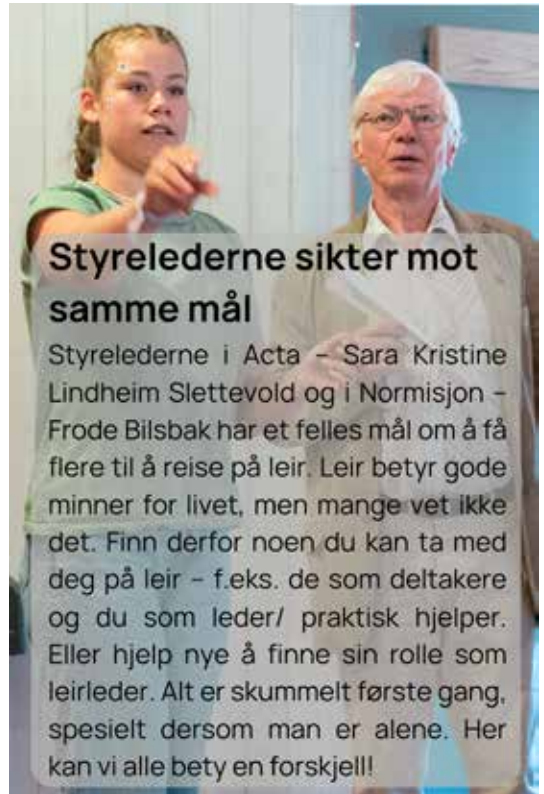 Styrelederne sikter mot
samme mål
Styrelederne i Acta – Sara Kristine
Lindheim Slettevold og i Normisjon –
Frode Bilsbak har et felles mål om å få
flere til å reise på leir. Leir betyr gode
minner for livet, men mange vet ikke
det. Finn derfor noen du kan ta med
deg på leir – f.eks. de som deltakere
og du som leder/ praktisk hjelper.
Eller hjelp nye å finne sin rolle som
leirleder. Alt er skummelt første gang,
spesielt dersom man er alene. Her
kan vi alle bety en forskjell!